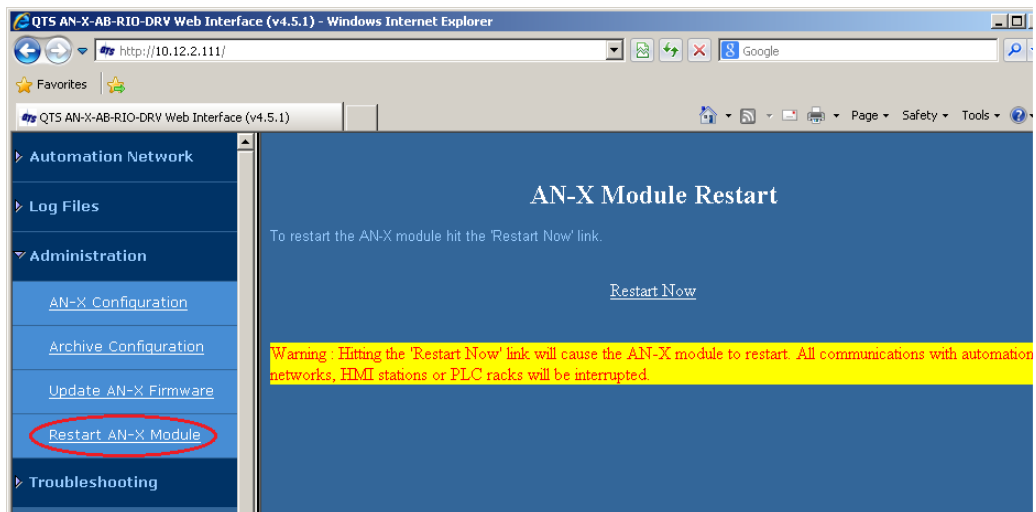 QTS AN-X-AB-RIO-DRV Web Interface (v4.5.1) - Windows Internet Explorer
qts http://10.12.2.111/
Google
Favorites
qts QTS AN-X-AB-RIO-DRV Web Interface (v4.5.1)
Page Safety Tools
Automation Network
Log Files
Administration
AN-X Configuration
Archive Configuration
Update AN-X Firmware
Restart AN-X Module
Troubleshooting
AN-X Module Restart
To restart the AN-X module hit the 'Restart Now' link.
Restart Now
Warning : Hitting the 'Restart Now' link will cause the AN-X module to restart. All communications with automation
networks, HMI stations or PLC racks will be interrupted.